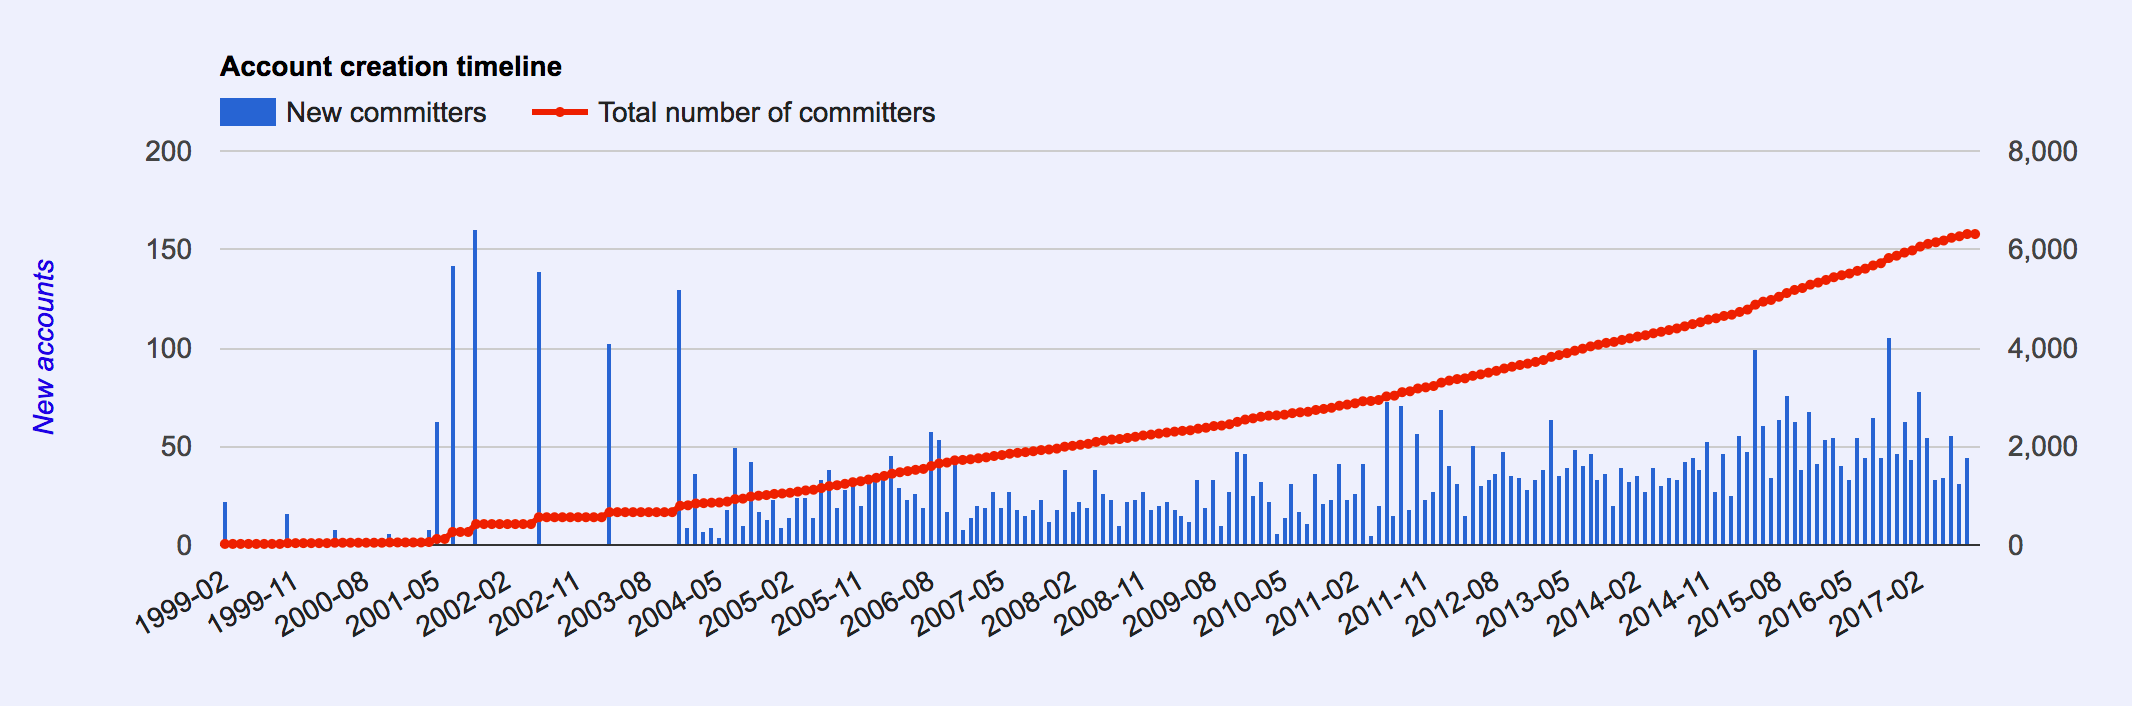 Account creation timeline
New committers Total number of committers
200 8,000
150 6,000
100 4,000
50 2,000
0 0
New accounts
1999-02 1999-11 2000-08 2001-05 2002-02 2002-11 2003-08 2004-05 2005-02 2005-11 2006-08 2007-05 2008-02 2008-11 2009-08 2010-05 2011-02 2011-11 2012-08 2013-05 2014-02 2014-11 2015-08 2016-05 2017-02